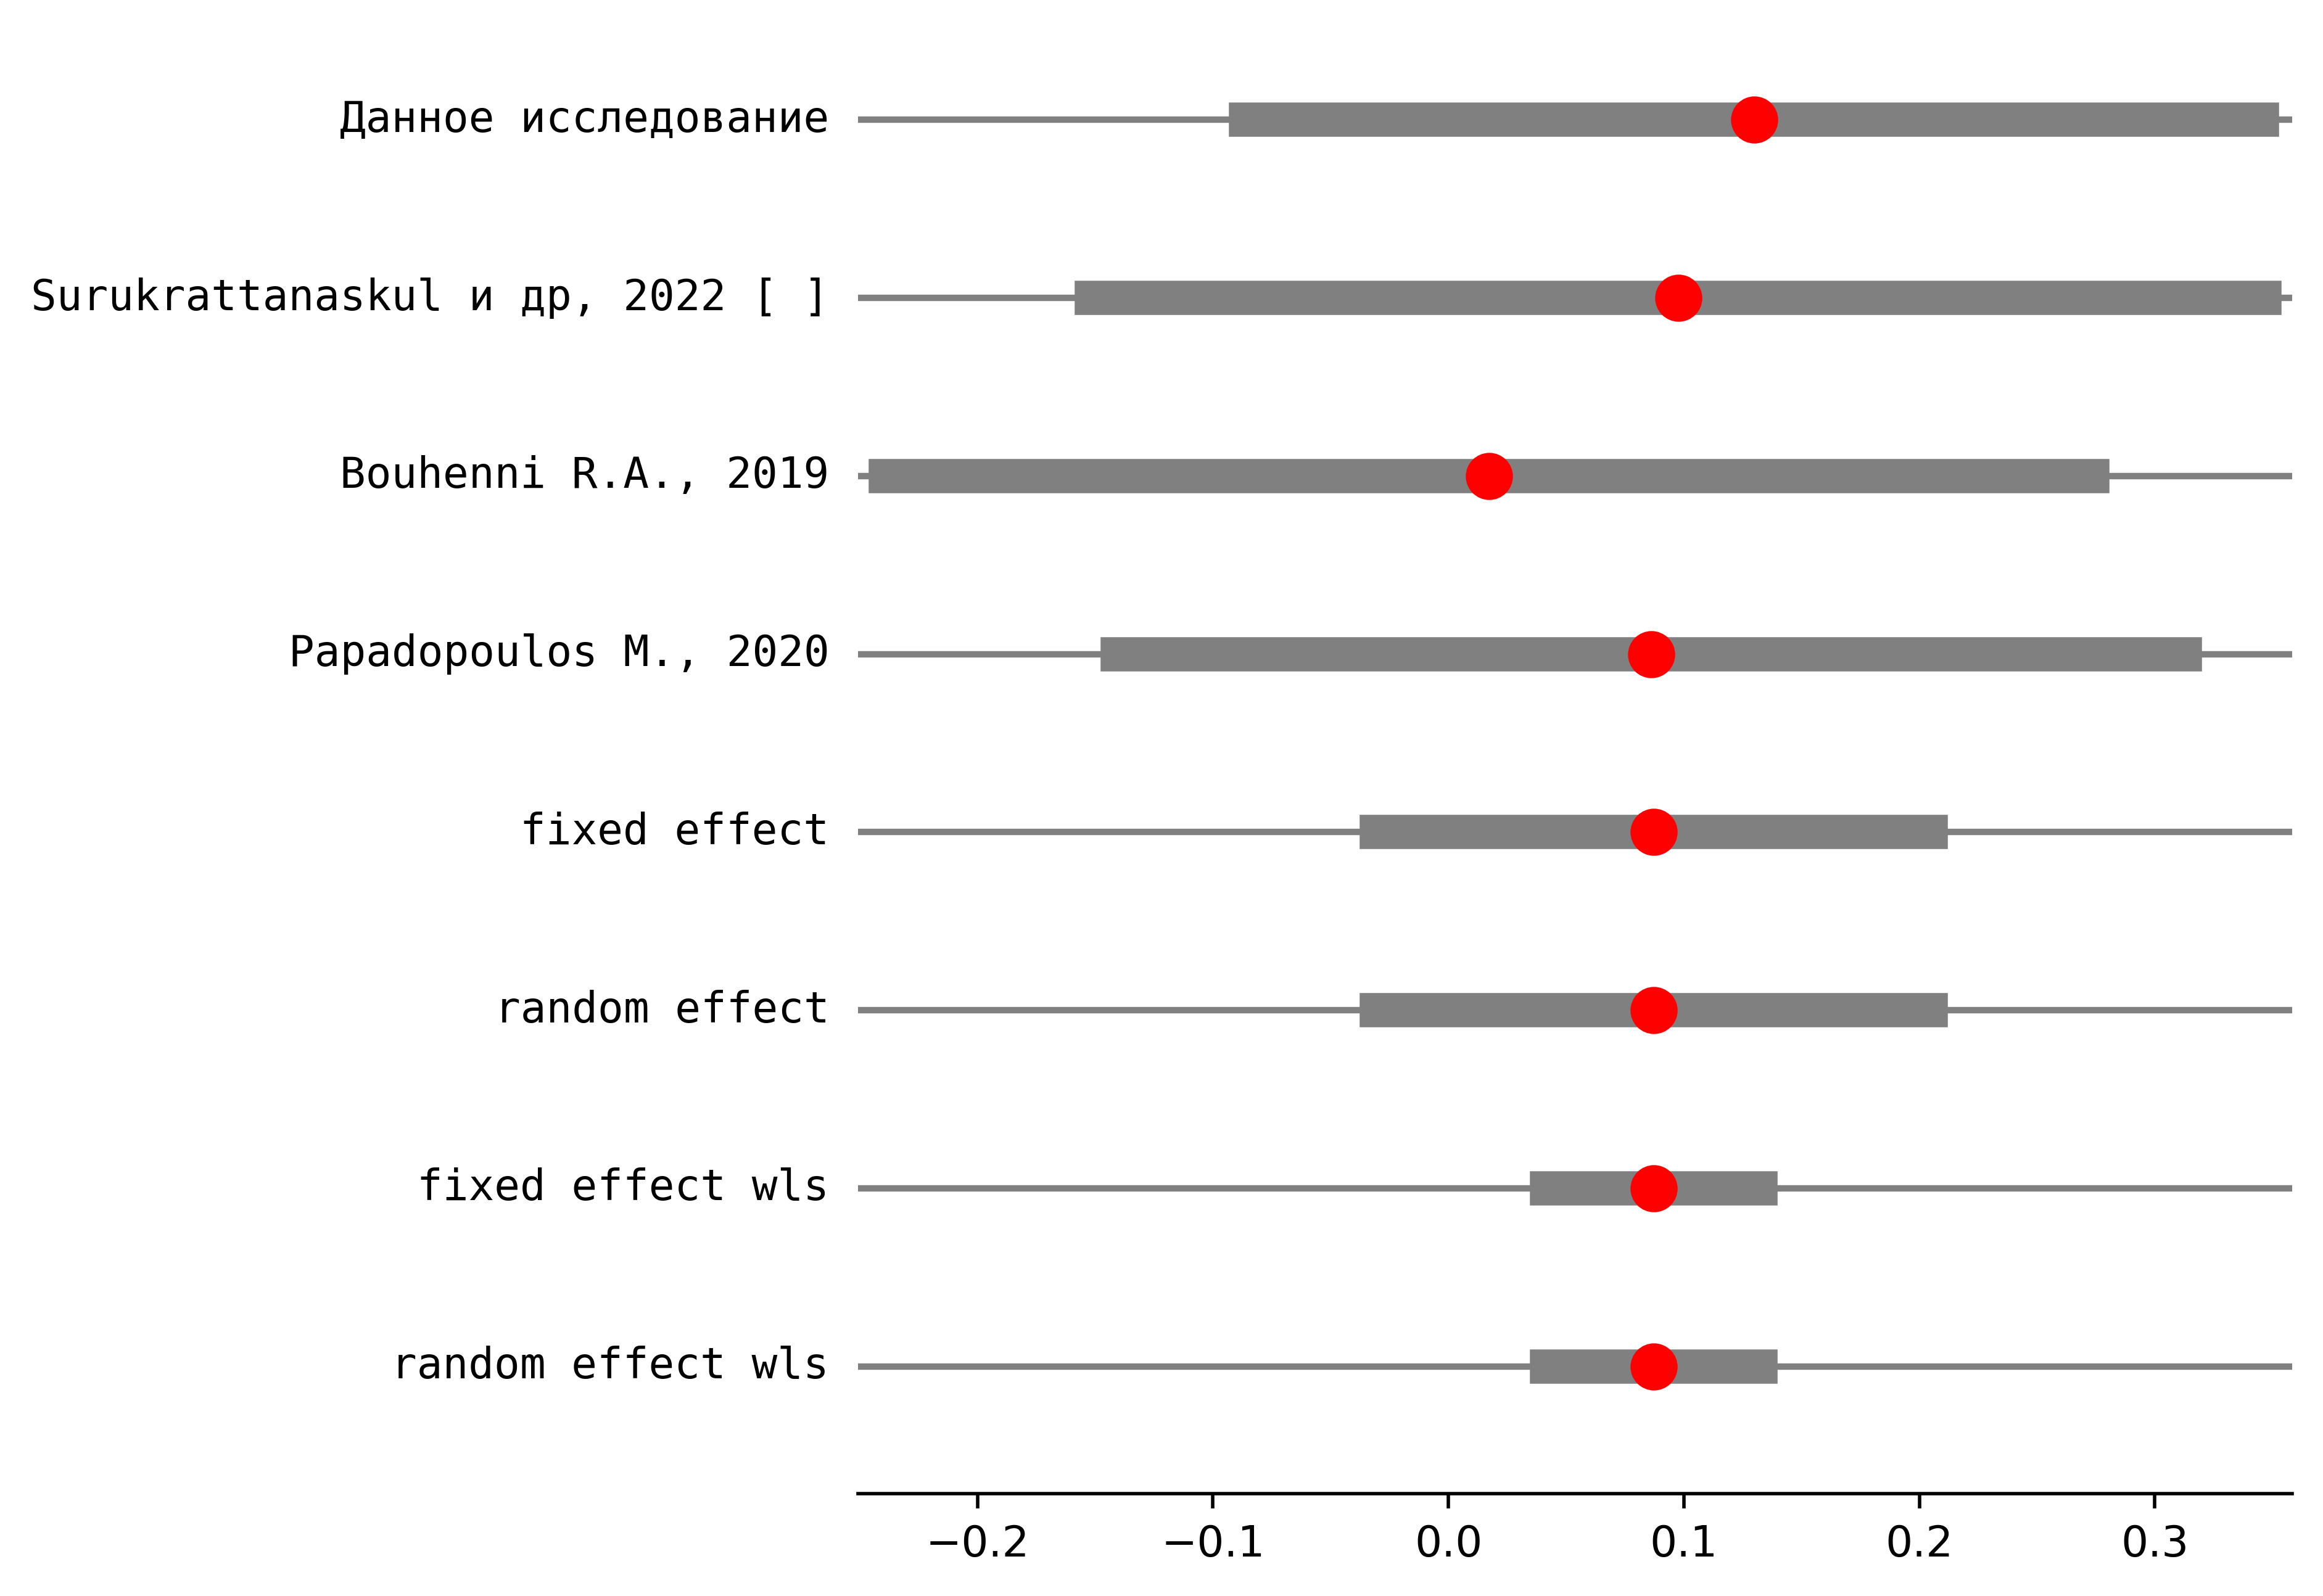 Данное исследование
Surukrattanaskul и др, 2022 [ ]
Bouhenni R.A., 2019
Papadopoulos M., 2020
fixed effect
random effect
fixed effect wls
random effect wls
−0.2 −0.1 0.0 0.1 0.2 0.3